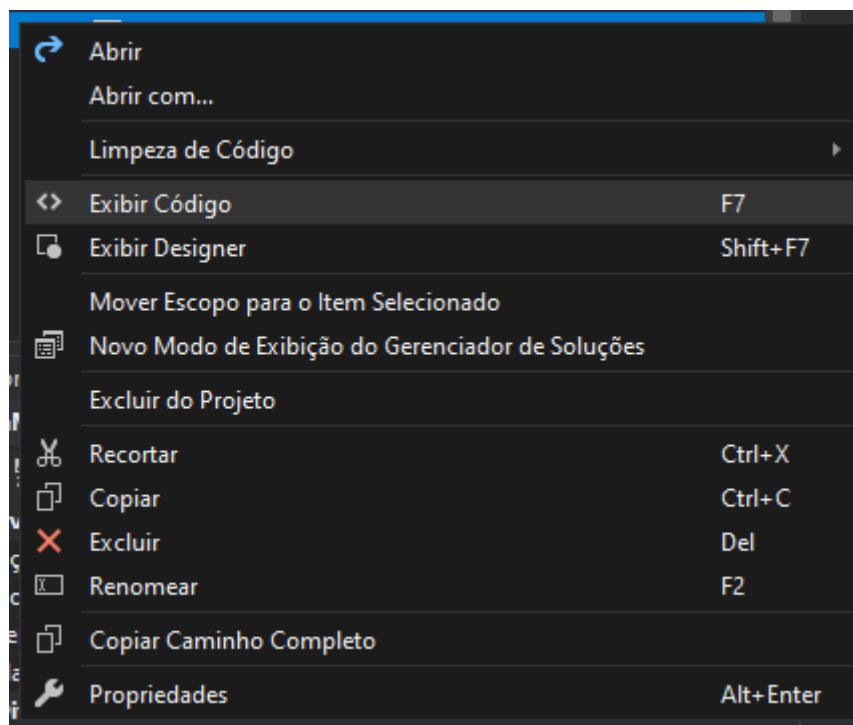 Abrir
Abrir com...
Limpeza de Código
Exibir Código F7
Exibir Designer Shift+F7
Mover Escopo para o Item Selecionado
Novo Modo de Exibição do Gerenciador de Soluções
Excluir do Projeto
Recortar Ctrl+X
Copiar Ctrl+C
Excluir Del
Renomear F2
Copiar Caminho Completo
Propriedades Alt+Enter